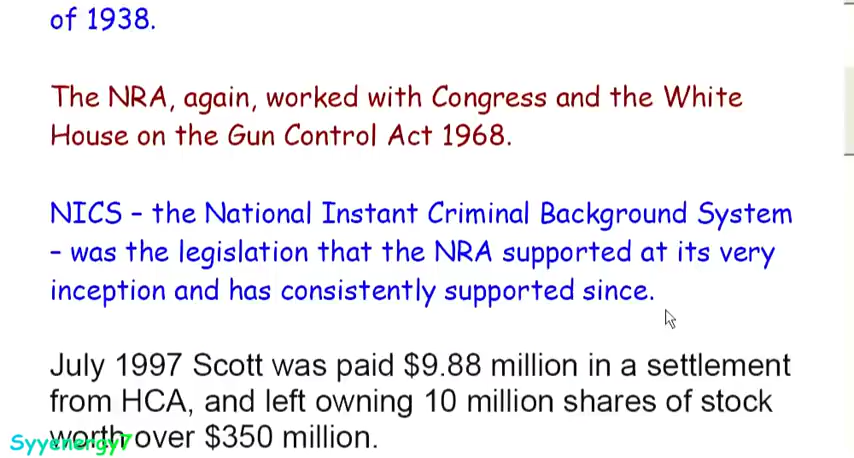 of 1938.
The NRA, again, worked with Congress and the White
House on the Gun Control Act 1968.
NICS – the National Instant Criminal Background System
– was the legislation that the NRA supported at its very
inception and has consistently supported since.
July 1997 Scott was paid $9.88 million in a settlement
from HCA, and left owning 10 million shares of stock
worth over $350 million.
Syyenergy7